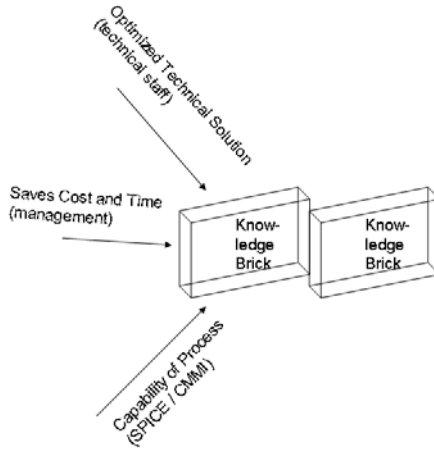 Optimized Technical Solution
(technical staff)
Saves Cost and Time
(management)
Know-
ledge
Brick
Know-
ledge
Brick
Capability of Process
(SPICE / CMMI)